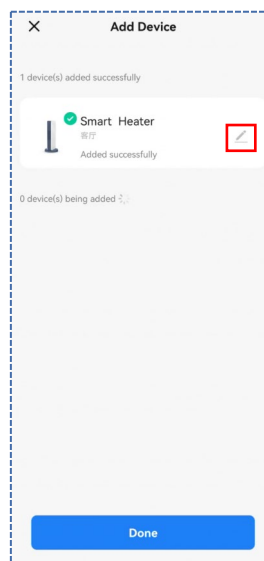 Add Device
1 device(s) added successfully
Smart Heater
客厅
Added successfully
0 device(s) being added
Done